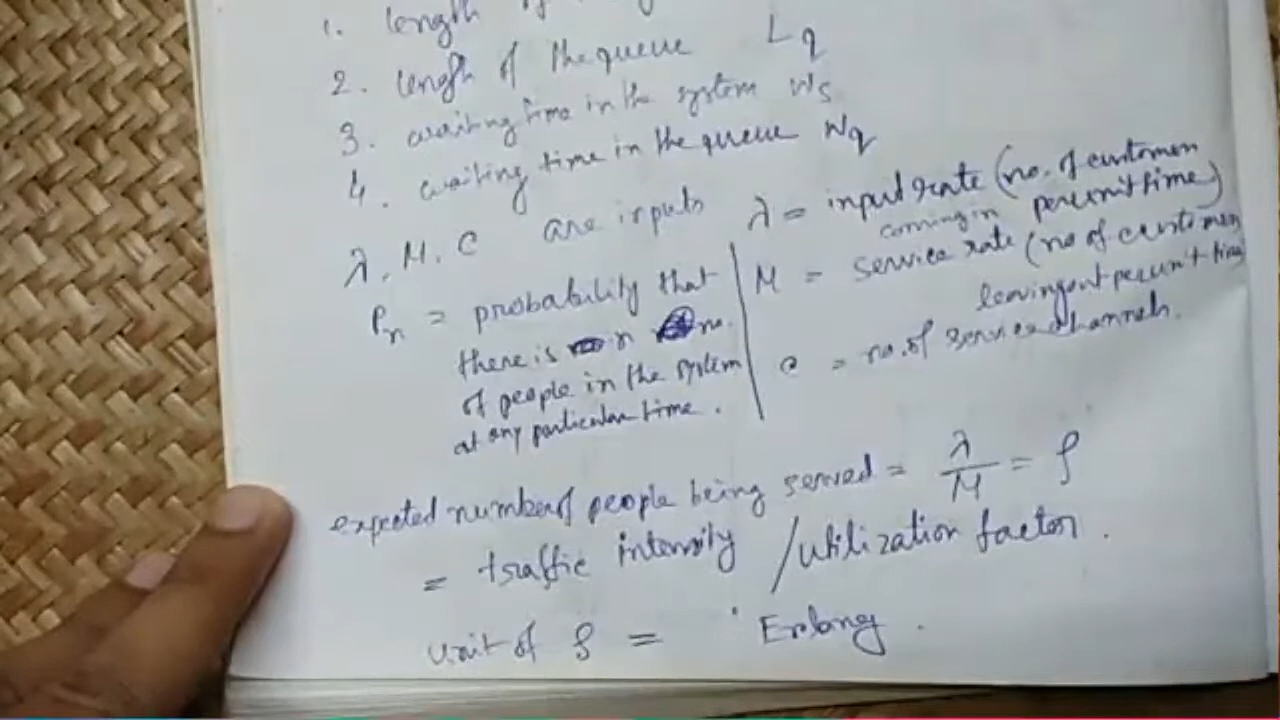 1. length
2. length of the queue Lq
3. waiting time in the system Ws
4. waiting time in the queue Wq
λ, M, C are inputs
λ = input rate (no. of customers
coming in per unit time)
M = service rate (no of customers
leaving out per unit time
c = no. of service channels.
Pn = probability that
there is n no.
of people in the system
at any particular time.
expected number of people being served = λ/M = ρ
= traffic intensity /utilization factor.
unit of ρ = Erlang.